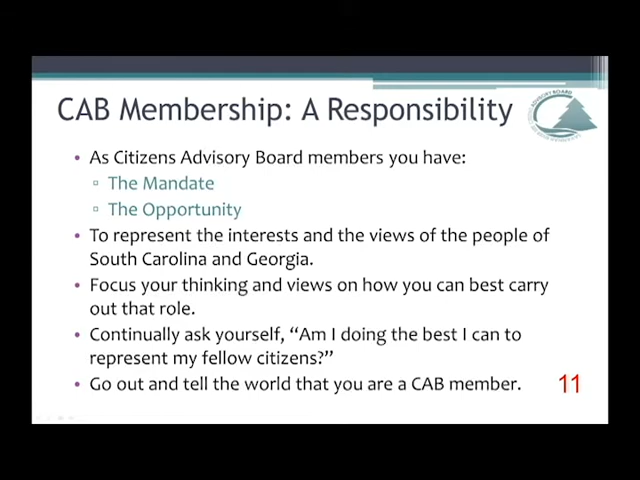 CAB Membership: A Responsibility
ADVISORY BOARD
• As Citizens Advisory Board members you have:
▫ The Mandate
▫ The Opportunity
• To represent the interests and the views of the people of
South Carolina and Georgia.
• Focus your thinking and views on how you can best carry
out that role.
• Continually ask yourself, “Am I doing the best I can to
represent my fellow citizens?”
• Go out and tell the world that you are a CAB member.
11